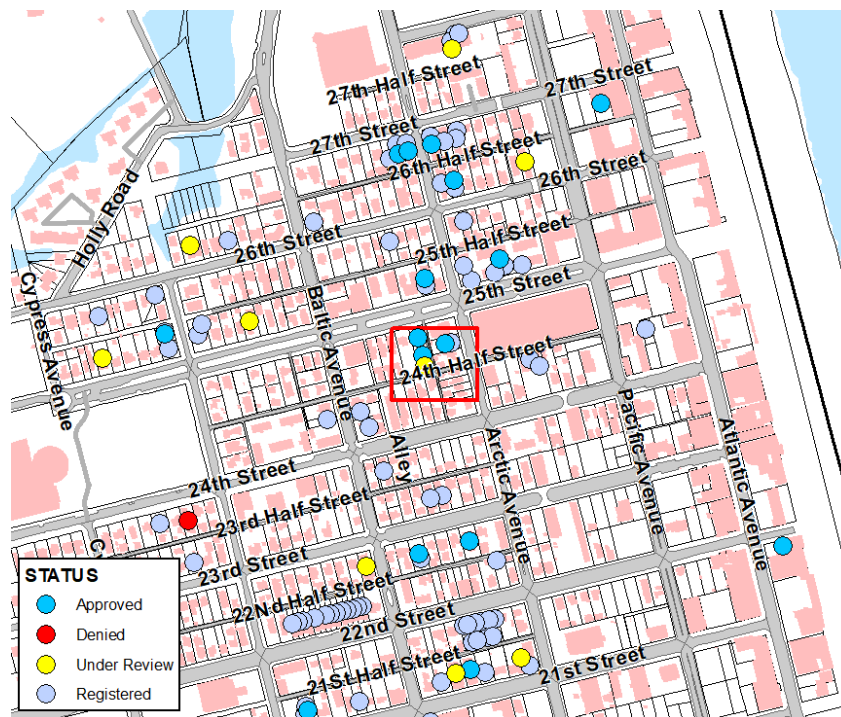 27th Half Street
27th Street
27th Street
26th Half Street
26th Street
Holly Road
26th Street
25th Half Street
25th Street
Cypress Avenue
Baltic Avenue
24th Half Street
Pacific Avenue
Atlantic Avenue
Arctic Avenue
Alley
24th Street
23rd Half Street
23rd Street
Cy
22Nd Half Street
22nd Street
21St Half Street
21st Street
STATUS
Approved
Denied
Under Review
Registered